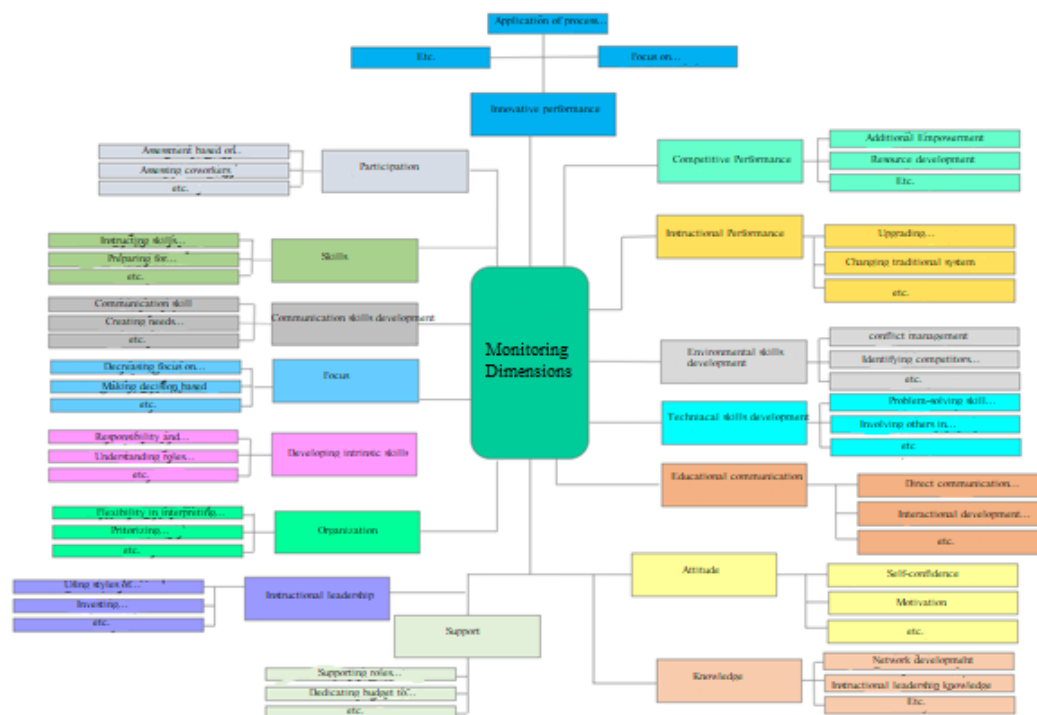 Application of process...
Etc.
Focus on...
Innovative performance
Assessment based on...
Assessing coworkers
etc.
Participation
Competitive Performance
Additional Empowerment
Resource development
Etc.
Instructing skills...
Preparing for...
etc.
Skills
Instructional Performance
Upgrading...
Changing traditional system
etc.
Communication skill
Creating needs...
etc.
Communication skills development
Monitoring
Dimensions
Environmental skills
development
conflict management
Identifying competitors...
etc.
Decreasing focus on...
Making decision based
etc.
Focus
Techniacal skills development
Problem-solving skill...
Involving others in...
etc
Responsibility and...
Understanding roles...
etc.
Developing intrinsic skills
Educational communication
Direct communication...
Interactional development...
etc.
Flexibility in interpreting...
Pritorizing...
etc.
Organization
Attitude
Self-confidence
Motivation
etc.
Using styles of...
Investing...
etc.
Instructional leadership
Support
Supporting roles...
Dedicating budget to...
etc.
Knowledge
Network development
Instructional leadership knowledge
Etc.